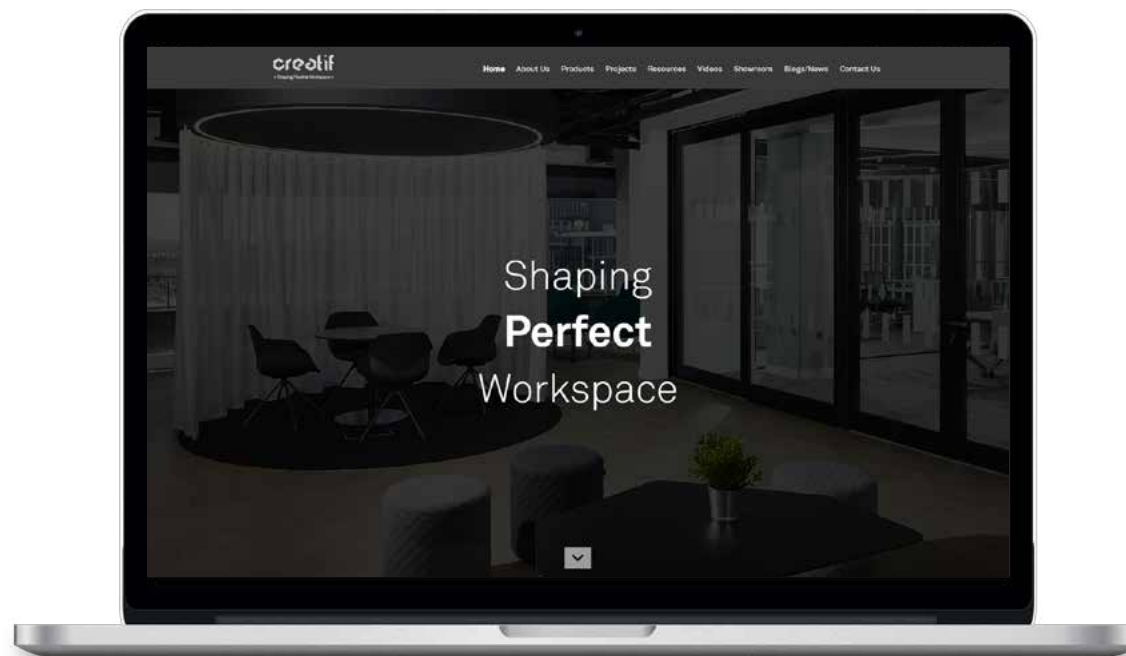 creatif
Home About Us Products Projects Resources Videos Showroom Blogs/News Contact Us
Shaping
Perfect
Workspace